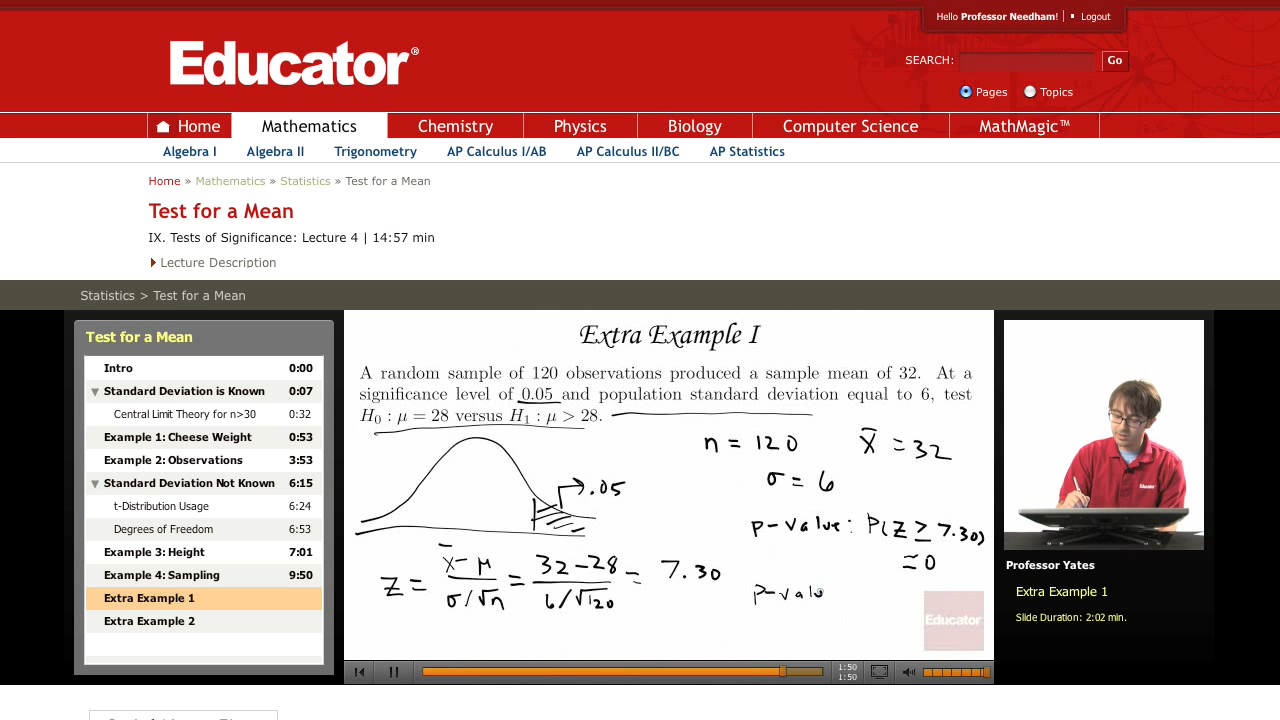 Hello Professor Needham! Logout
Educator®
SEARCH: Go
Pages Topics
Home Mathematics Chemistry Physics Biology Computer Science MathMagic™
Algebra I Algebra II Trigonometry AP Calculus I/AB AP Calculus II/BC AP Statistics
Home » Mathematics » Statistics » Test for a Mean
Test for a Mean
IX. Tests of Significance: Lecture 4 | 14:57 min
Lecture Description
Statistics > Test for a Mean
Test for a Mean
Intro 0:00
Standard Deviation is Known 0:07
Central Limit Theory for n>30 0:32
Example 1: Cheese Weight 0:53
Example 2: Observations 3:53
Standard Deviation Not Known 6:15
t-Distribution Usage 6:24
Degrees of Freedom 6:53
Example 3: Height 7:01
Example 4: Sampling 9:50
Extra Example 1
Extra Example 2
Extra Example I
A random sample of 120 observations produced a sample mean of 32. At a
significance level of 0.05 and population standard deviation equal to 6, test
H₀ : μ = 28 versus H₁ : μ > 28.
n = 120 x̄ = 32
σ = 6
.05
p-value: P(z ≥ 7.30)
≈ 0
z = x̄-μ / σ/√n = 32-28 / 6/√120 = 7.30
p-valu
Educator
1:50
1:50
Educator
Professor Yates
Extra Example 1
Slide Duration: 2:02 min.